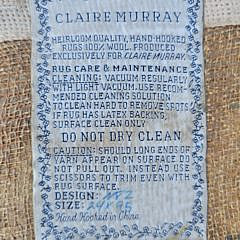 CLAIRE MURRAY
HEIRLOOM QUALITY, HAND-HOOKED
RUGS 100% WOOL. PRODUCED
EXCLUSIVELY FOR CLAIRE MURRAY.
RUG CARE & MAINTENANCE
CLEANING: VACUUM REGULARLY
WITH LIGHT VACUUM. USE RECOM-
MENDED CLEANING SOLUTION
TO CLEAN HARD TO REMOVE SPOTS
IF RUG HAS LATEX BACKING,
SURFACE CLEAN ONLY
DO NOT DRY CLEAN
CAUTION: SHOULD LONG ENDS OF
YARN APPEAR ON SURFACE DO
NOT PULL OUT. INSTEAD USE
SCISSORS TO TRIM EVEN WITH
RUG SURFACE.
DESIGN:
SIZE:
Hand Hooked in China